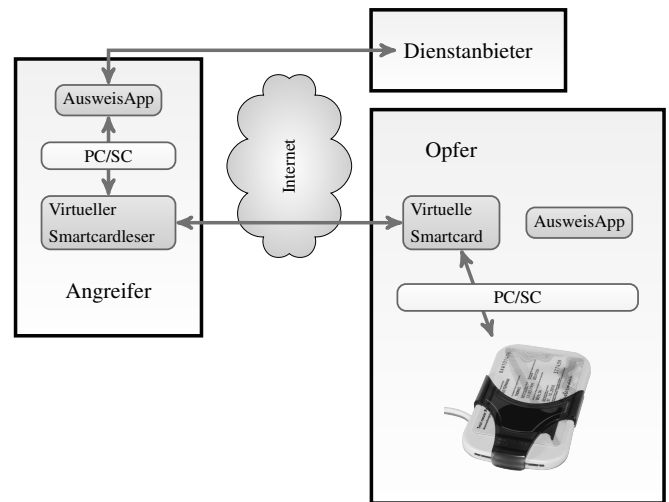 Dienstanbieter
AusweisApp
PC/SC
Virtueller
Smartcardleser
Angreifer
Internet
Opfer
Virtuelle
Smartcard
AusweisApp
PC/SC